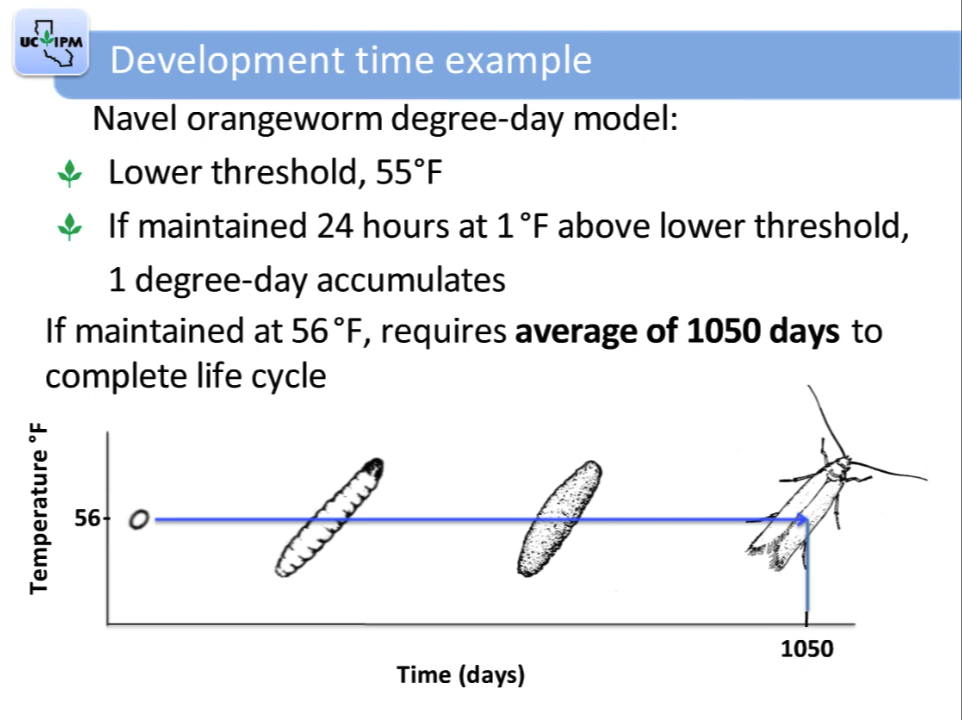 UC IPM
Development time example
Navel orangeworm degree-day model:
Lower threshold, 55°F
If maintained 24 hours at 1°F above lower threshold,
1 degree-day accumulates
If maintained at 56°F, requires average of 1050 days to
complete life cycle
Temperature °F
56
1050
Time (days)